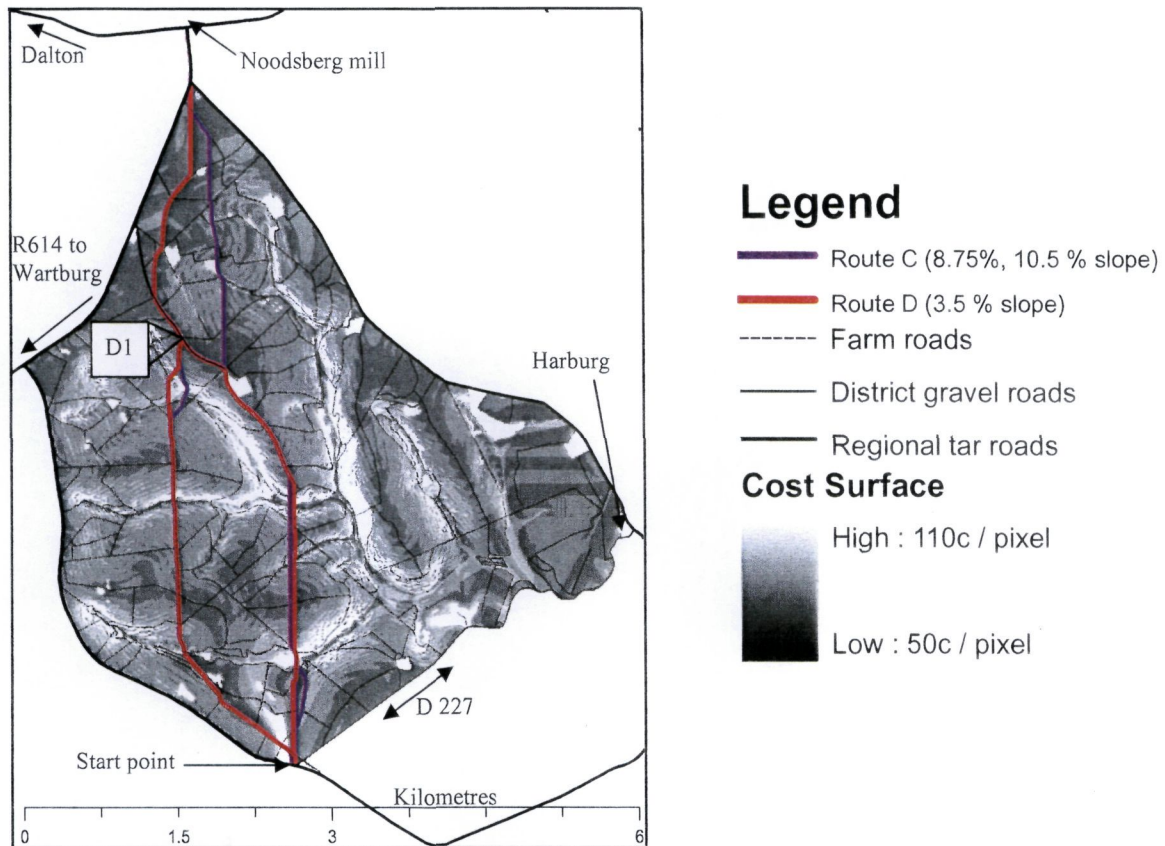 Dalton
Noodsberg mill
R614 to
Wartburg
D1
Harburg
D 227
Start point
Kilometres
0 1.5 3 6
Legend
Route C (8.75%, 10.5 % slope)
Route D (3.5 % slope)
Farm roads
District gravel roads
Regional tar roads
Cost Surface
High : 110c / pixel
Low : 50c / pixel